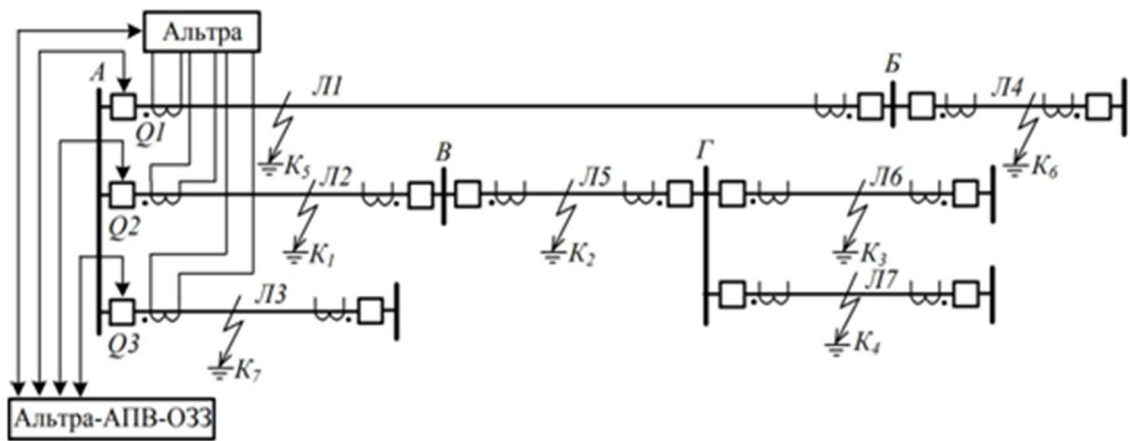 Альтра
А
Б
Л1
Л4
Q1
К5
К6
В
Г
Л2
Л5
Л6
Q2
К1
К2
К3
Л3
Л7
Q3
К7
К4
Альтра-АПВ-ОЗЗ